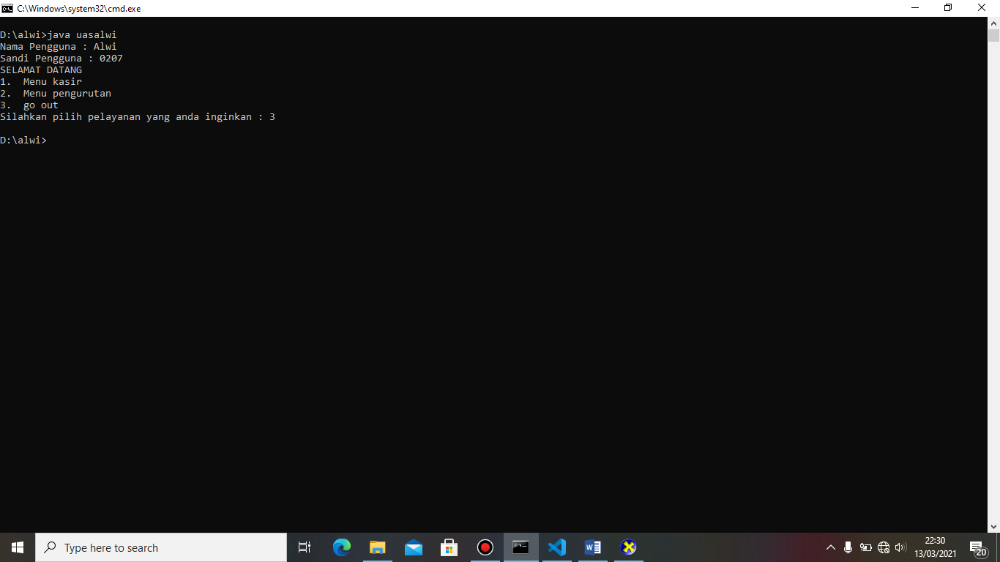 C:\Windows\system32\cmd.exe
D:\alwi>java uasalwi
Nama Pengguna : Alwi
Sandi Pengguna : 0207
SELAMAT DATANG
1.  Menu kasir
2.  Menu pengurutan
3.  go out
Silahkan pilih pelayanan yang anda inginkan : 3
D:\alwi>
Type here to search
22:30
13/03/2021
20